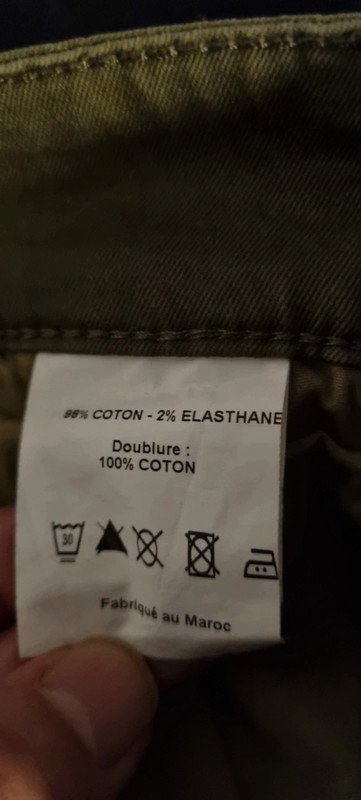 98% COTON - 2% ELASTHANE
Doublure :
100% COTON
30
Fabriqué au Maroc